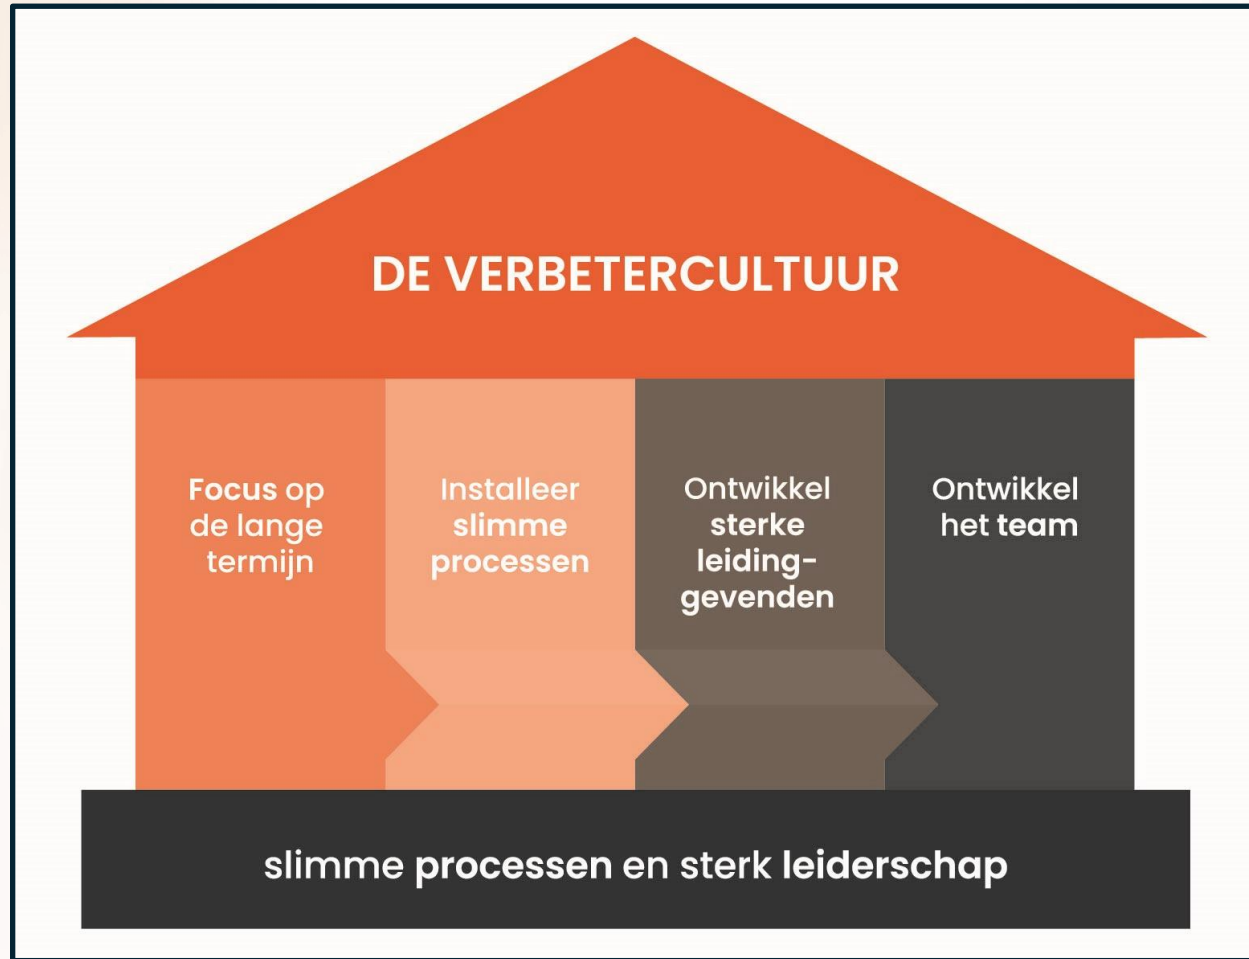 DE VERBETERCULTUUR
Focus op
de lange
termijn
Installeer
slimme
processen
Ontwikkel
sterke
leiding-
gevenden
Ontwikkel
het team
slimme processen en sterk leiderschap